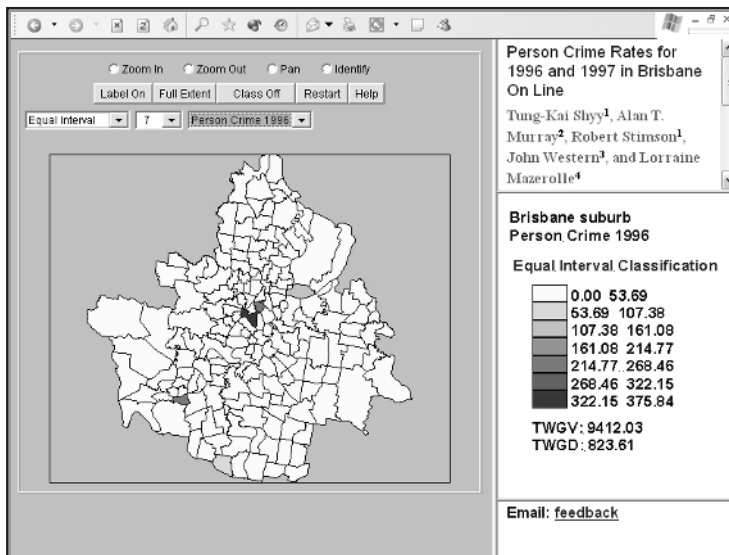 Zoom In Zoom Out Pan Identify
Label On Full Extent Class Off Restart Help
Equal Interval 7 Person Crime 1996
Person Crime Rates for
1996 and 1997 in Brisbane
On Line
Tung-Kai Shyy1, Alan T.
Murray2, Robert Stimson1,
John Western3, and Lorraine
Mazerolle4
Brisbane suburb
Person Crime 1996
Equal Interval Classification
0.00 53.69
53.69 107.38
107.38 161.08
161.08 214.77
214.77 268.46
268.46 322.15
322.15 375.84
TWGV: 9412.03
TWGD: 823.61
Email: feedback